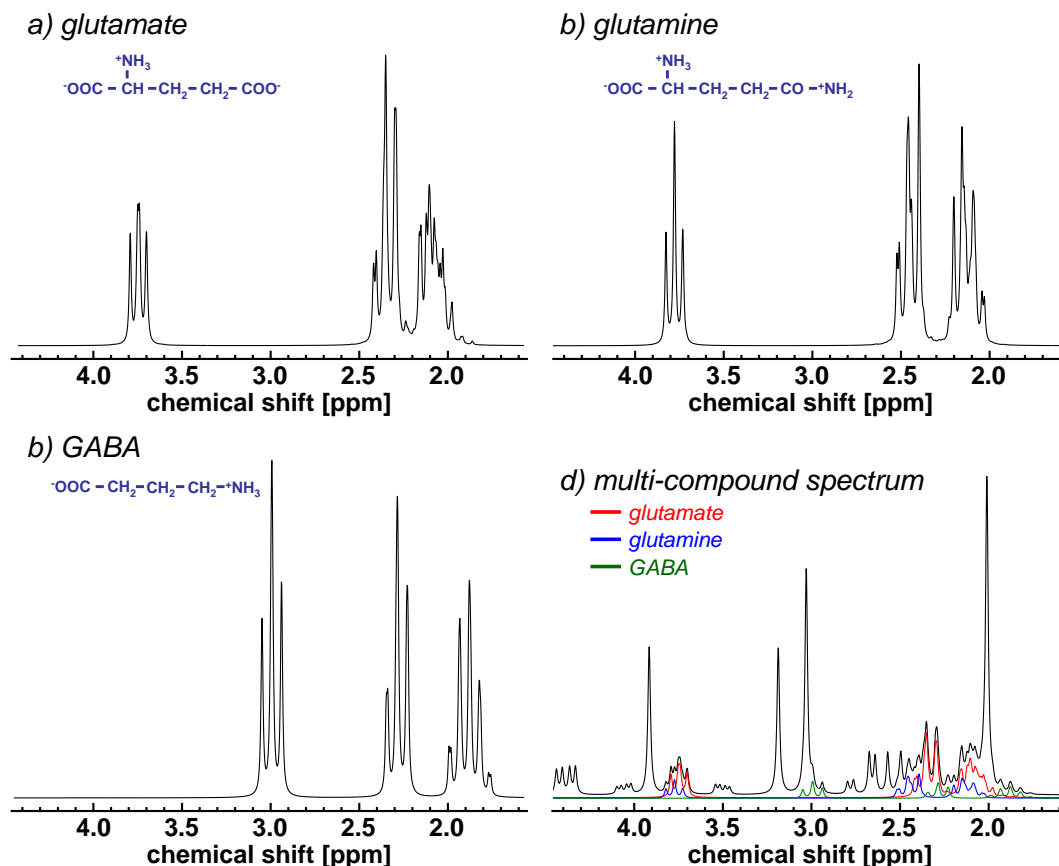 a) glutamate
⁺NH₃
⁻OOC – CH – CH₂ – CH₂ – COO⁻
4.0 3.5 3.0 2.5 2.0
chemical shift [ppm]
b) glutamine
⁺NH₃
⁻OOC – CH – CH₂ – CH₂ – CO – ⁺NH₂
4.0 3.5 3.0 2.5 2.0
chemical shift [ppm]
b) GABA
⁻OOC – CH₂ – CH₂ – CH₂ – ⁺NH₃
4.0 3.5 3.0 2.5 2.0
chemical shift [ppm]
d) multi-compound spectrum
glutamate
glutamine
GABA
4.0 3.5 3.0 2.5 2.0
chemical shift [ppm]